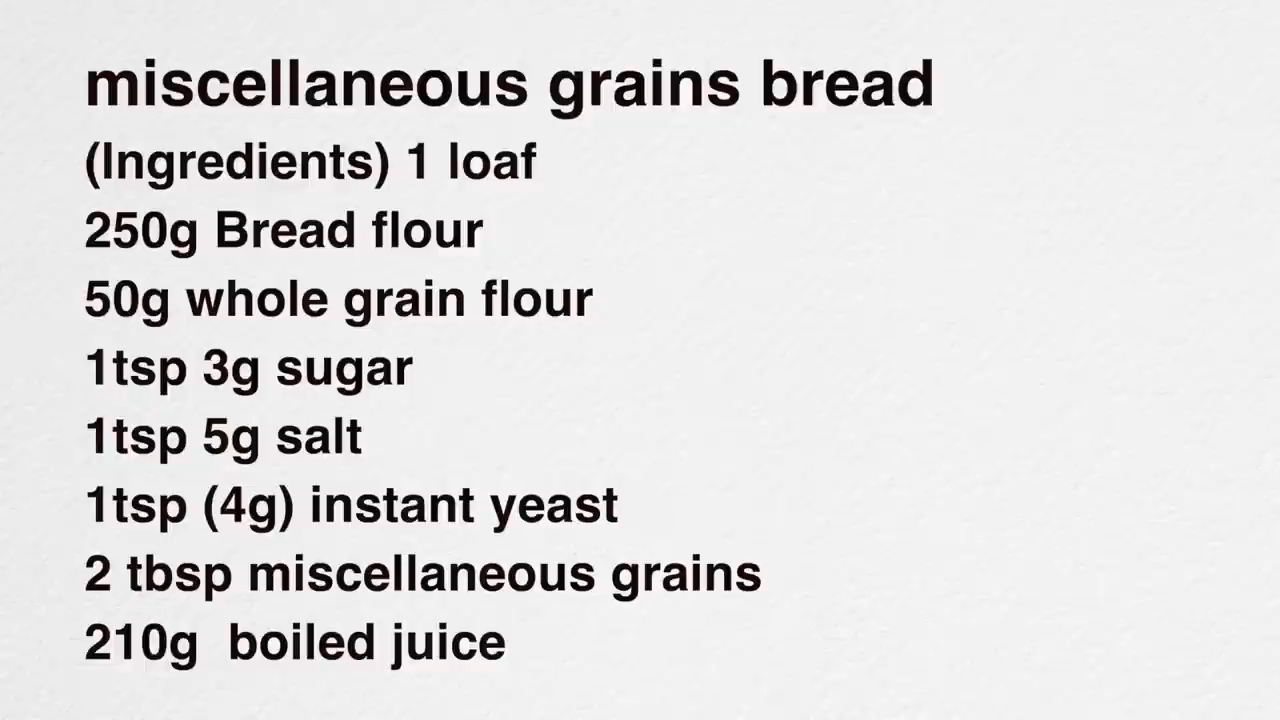 miscellaneous grains bread
(Ingredients) 1 loaf
250g Bread flour
50g whole grain flour
1tsp 3g sugar
1tsp 5g salt
1tsp (4g) instant yeast
2 tbsp miscellaneous grains
210g  boiled juice